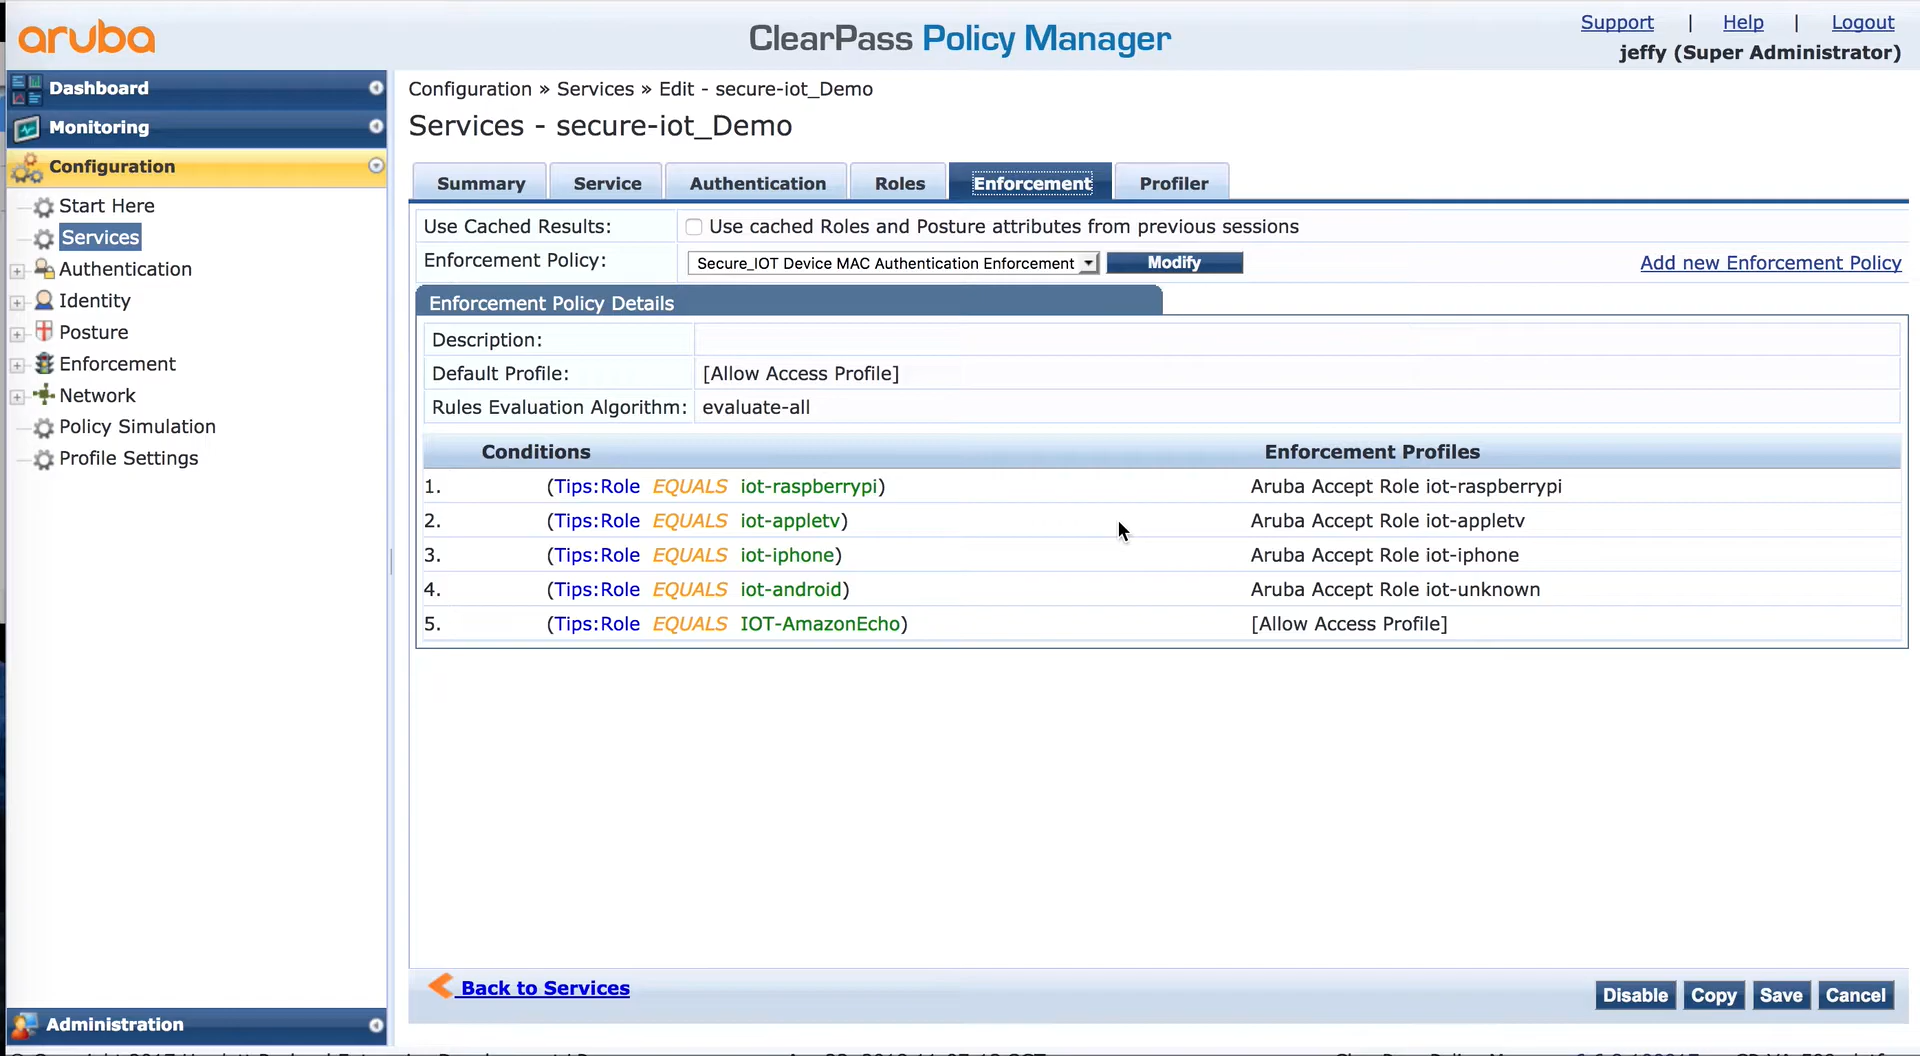 aruba
ClearPass Policy Manager
Support | Help | Logout
jeffy (Super Administrator)
Dashboard
Monitoring
Configuration
Start Here
Services
Authentication
Identity
Posture
Enforcement
Network
Policy Simulation
Profile Settings
Administration
Configuration » Services » Edit - secure-iot_Demo
Services - secure-iot_Demo
Summary Service Authentication Roles Enforcement Profiler
Use Cached Results: Use cached Roles and Posture attributes from previous sessions
Enforcement Policy: Secure_IOT Device MAC Authentication Enforcement Modify Add new Enforcement Policy
Enforcement Policy Details
Description:
Default Profile: [Allow Access Profile]
Rules Evaluation Algorithm: evaluate-all
Conditions Enforcement Profiles
1. (Tips:Role EQUALS iot-raspberrypi) Aruba Accept Role iot-raspberrypi
2. (Tips:Role EQUALS iot-appletv) Aruba Accept Role iot-appletv
3. (Tips:Role EQUALS iot-iphone) Aruba Accept Role iot-iphone
4. (Tips:Role EQUALS iot-android) Aruba Accept Role iot-unknown
5. (Tips:Role EQUALS IOT-AmazonEcho) [Allow Access Profile]
Back to Services
Disable Copy Save Cancel